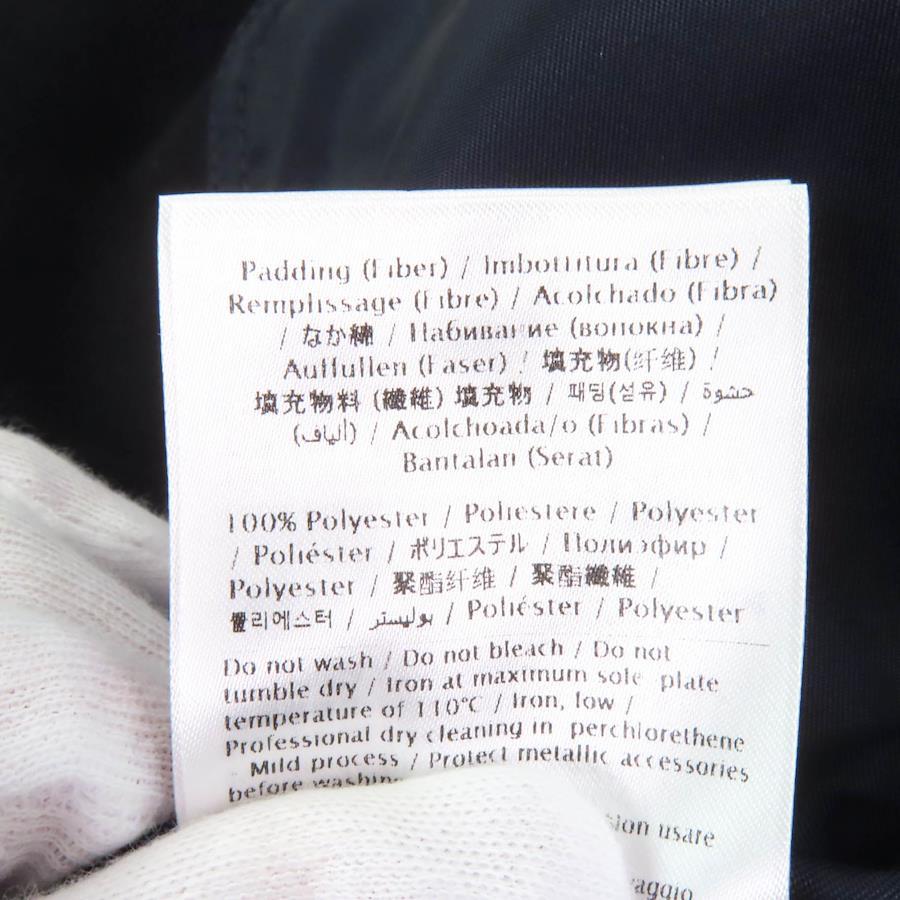 Padding (Fiber) / Imbottitura (Fibre) /
Remplissage (Fibre) / Acolchado (Fibra)
/ なか綿 / Набивание (волокна) /
Auffullen (Faser) / 填充物(纤维) /
填充物料 (纖維) 填充物 / 패딩(섬유) / حشوة
(ألياف) / Acolchoada/o (Fibras) /
Bantalan (Serat)
100% Polyester / Poliestere / Polyester
/ Poliéster / ポリエステル / Полиэфир /
Polyester / 聚酯纤维 / 聚酯纖維 /
폴리에스터 / بوليستر / Poliéster / Polyester
Do not wash / Do not bleach / Do not
tumble dry / Iron at maximum sole plate
temperature of 110°C / Iron, low /
Professional dry cleaning in perchlorethene
- Mild process / Protect metallic accessories
before washing
usare